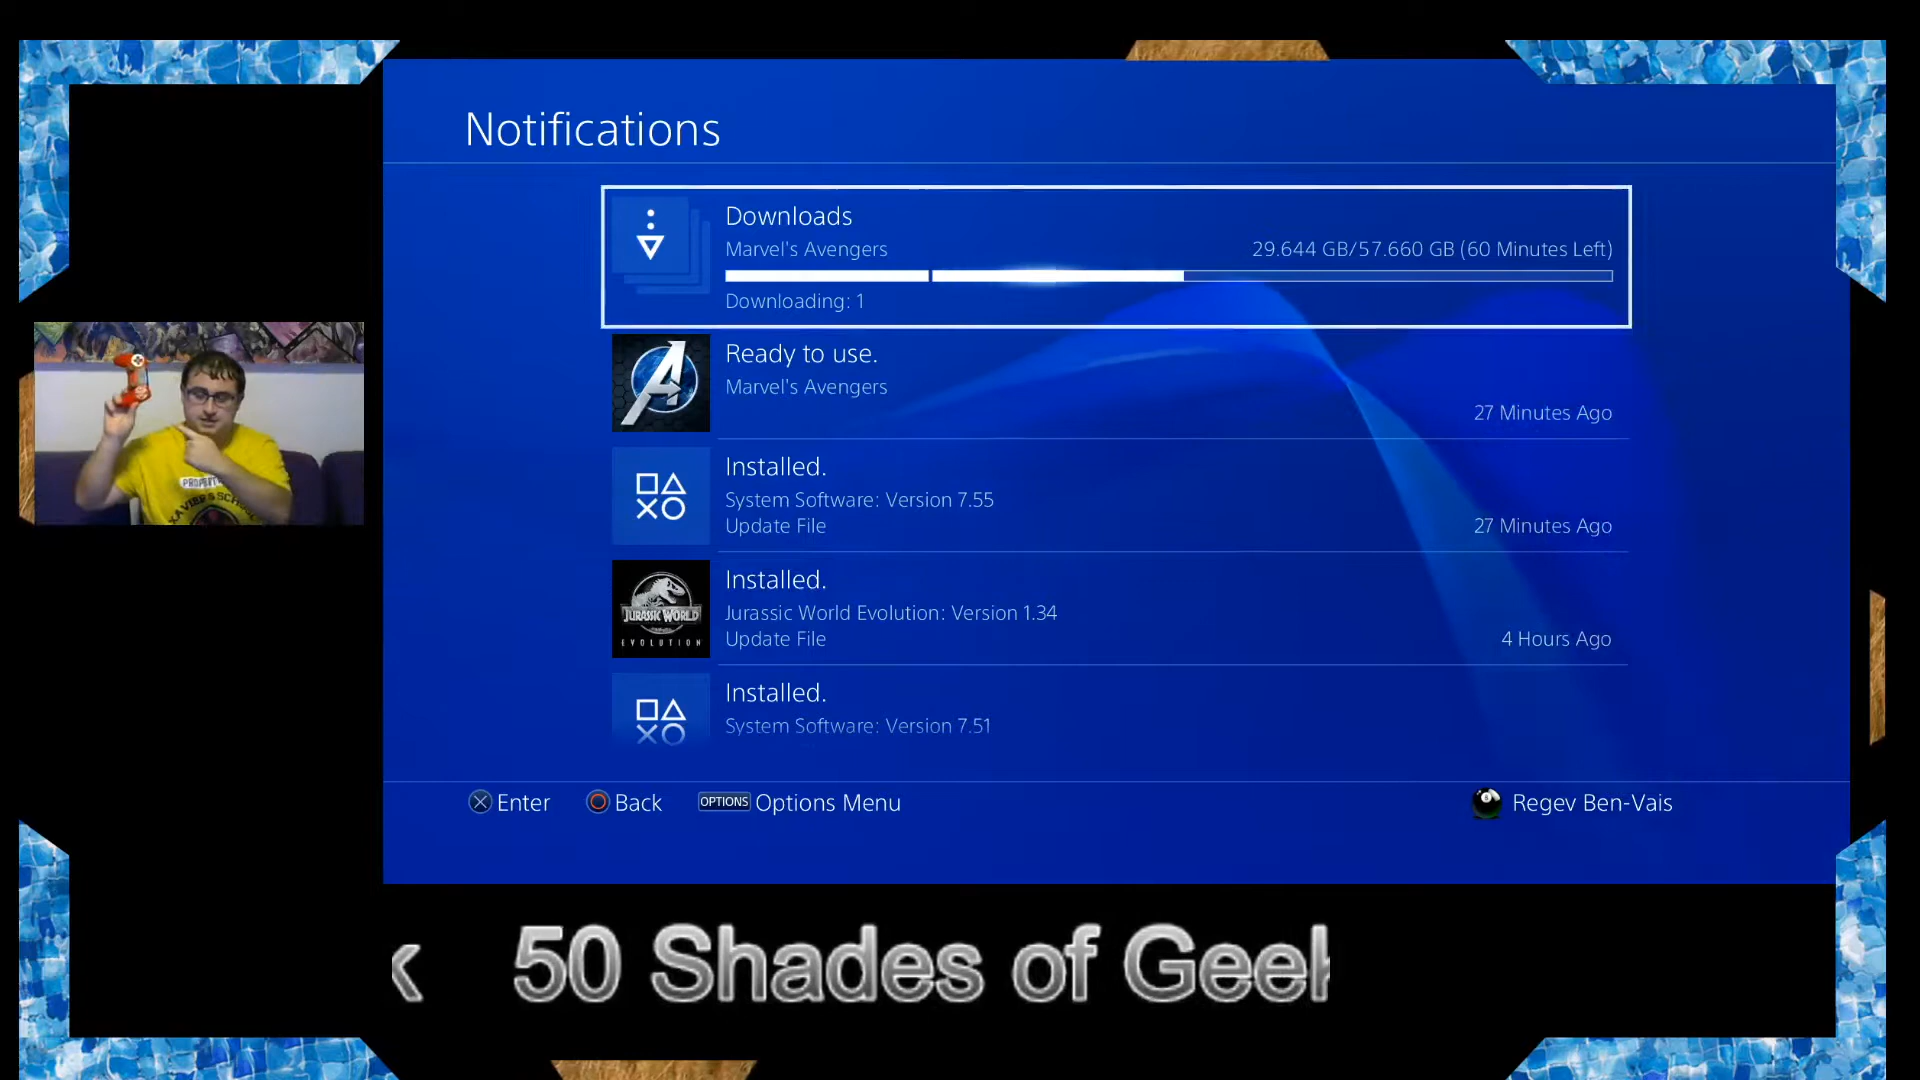 Notifications
Downloads
Marvel's Avengers
29.644 GB/57.660 GB (60 Minutes Left)
Downloading: 1
Ready to use.
Marvel's Avengers
27 Minutes Ago
Installed.
System Software: Version 7.55
Update File
27 Minutes Ago
JURASSIC WORLD
EVOLUTION
Installed.
Jurassic World Evolution: Version 1.34
Update File
4 Hours Ago
Installed.
System Software: Version 7.51
Enter
Back
OPTIONS Options Menu
Regev Ben-Vais
k 50 Shades of Geek